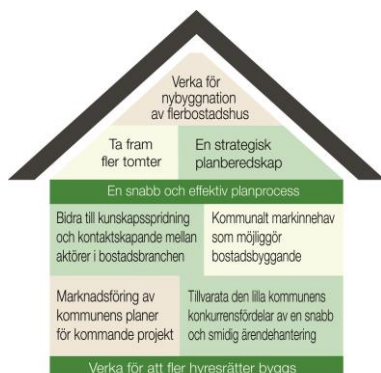 Verka för
nybyggnation
av flerbostadshus
Ta fram
fler tomter
En strategisk
planberedskap
En snabb och effektiv planprocess
Bidra till kunskapsspridning
och kontaktskapande mellan
aktörer i bostadsbranchen
Kommunalt markinnehav
som möjliggör
bostadsbyggande
Marknadsföring av
kommunens planer
för kommande projekt
Tillvarata den lilla kommunens
konkurrensfördelar av en snabb
och smidig ärendehantering
Verka för att fler hyresrätter byggs